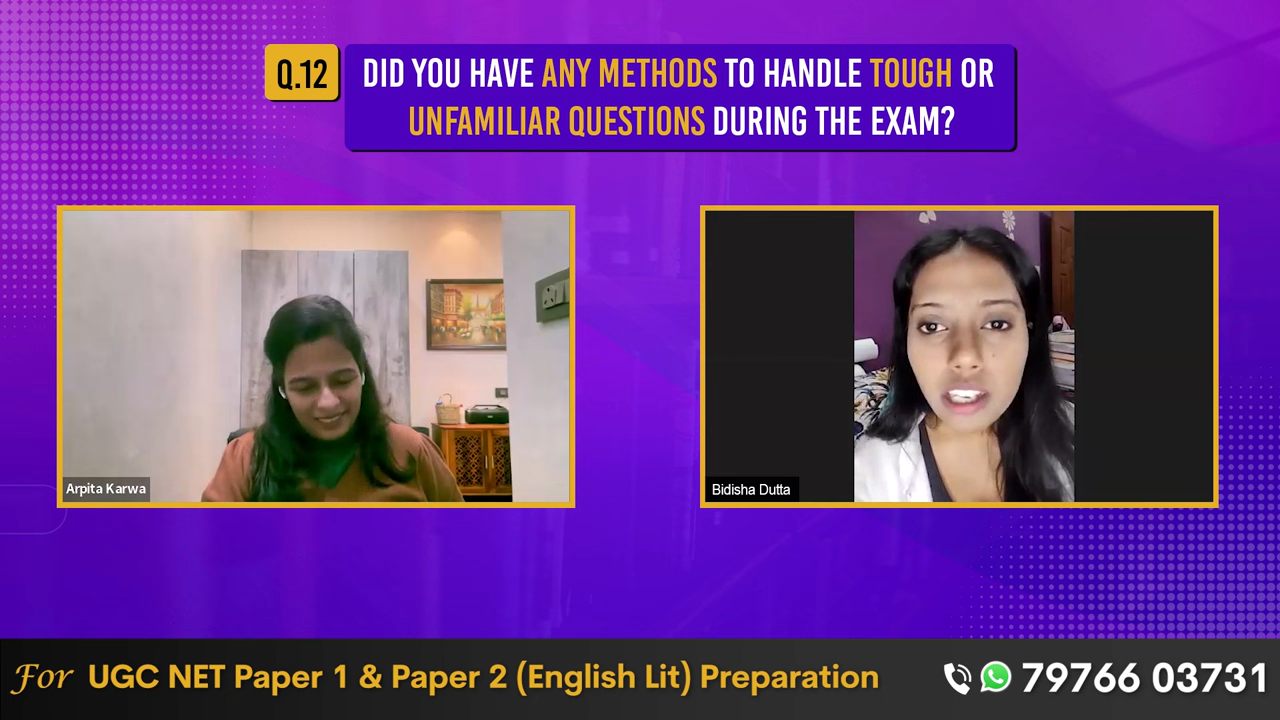 Q.12
DID YOU HAVE ANY METHODS TO HANDLE TOUGH OR
UNFAMILIAR QUESTIONS DURING THE EXAM?
Arpita Karwa
Bidisha Dutta
For UGC NET Paper 1 & Paper 2 (English Lit) Preparation
79766 03731